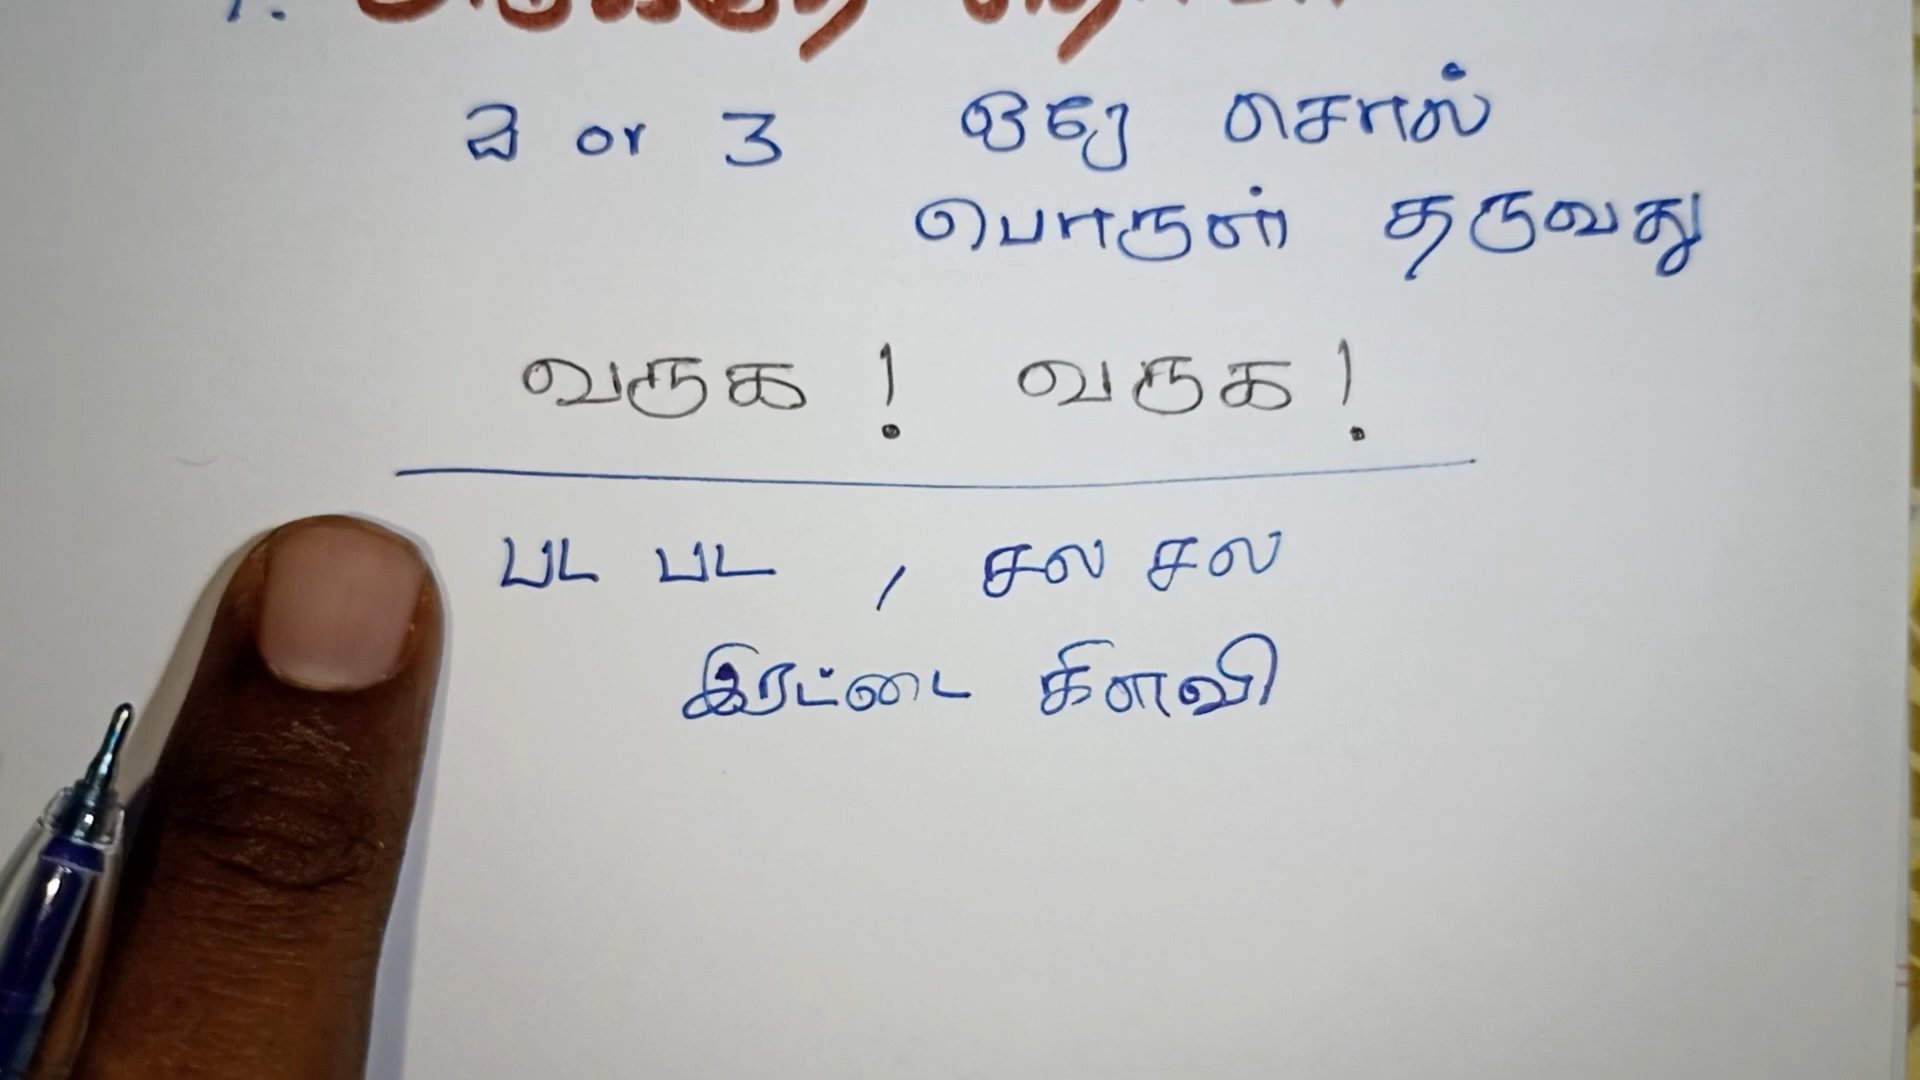 2 or 3 ஒரே சொல்
பொருள் தருவது
வருக ! வருக !
பட பட , சல சல
இரட்டை கிளவி